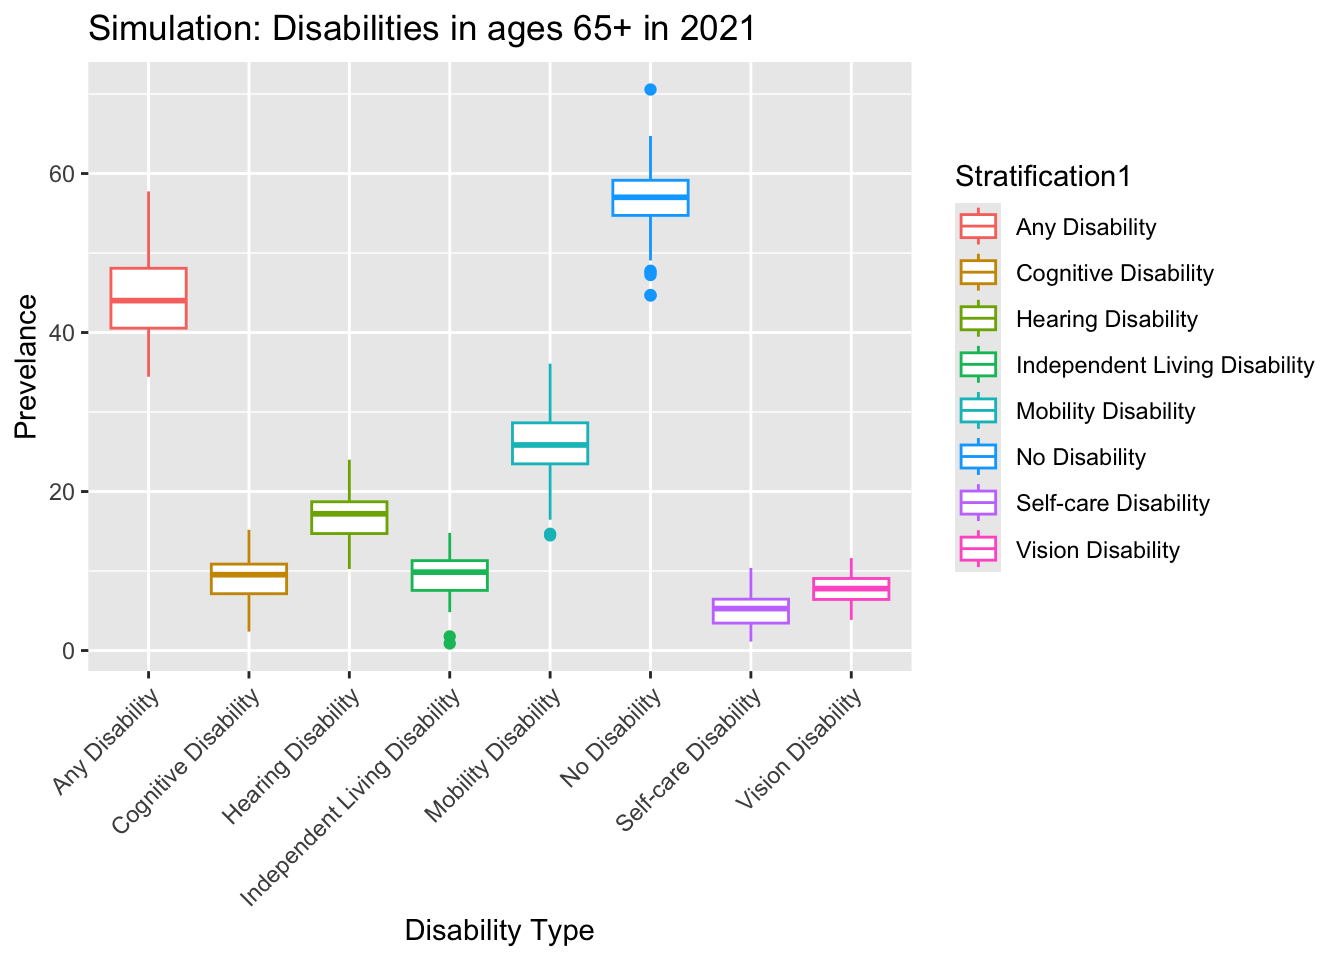 Simulation: Disabilities in ages 65+ in 2021
Prevelance
60
40
20
0
Any Disability
Cognitive Disability
Hearing Disability
Independent Living Disability
Mobility Disability
No Disability
Self-care Disability
Vision Disability
Disability Type
Stratification1
Any Disability
Cognitive Disability
Hearing Disability
Independent Living Disability
Mobility Disability
No Disability
Self-care Disability
Vision Disability